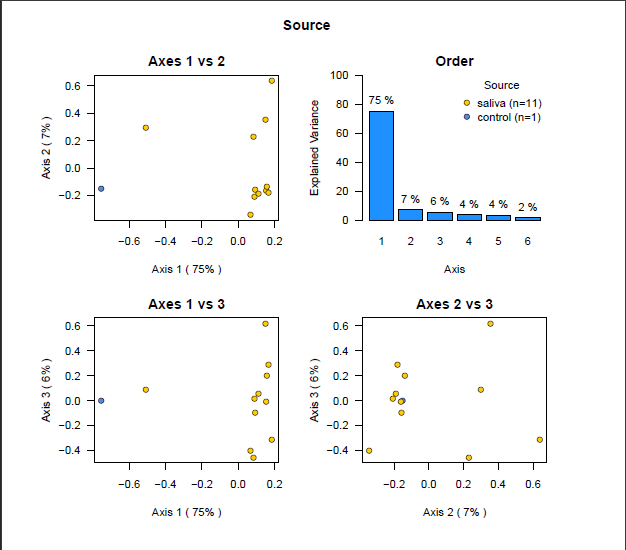 Source
Axes 1 vs 2
Axis 2 ( 7% )
0.6
0.4
0.2
0.0
−0.2
−0.6 −0.4 −0.2 0.0 0.2
Axis 1 ( 75% )
Order
Explained Variance
100
80
60
40
20
0
75 %
7 %
6 %
4 %
4 %
2 %
Source
saliva (n=11)
control (n=1)
1 2 3 4 5 6
Axis
Axes 1 vs 3
Axis 3 ( 6% )
0.6
0.4
0.2
0.0
−0.2
−0.4
−0.6 −0.4 −0.2 0.0 0.2
Axis 1 ( 75% )
Axes 2 vs 3
Axis 3 ( 6% )
0.6
0.4
0.2
0.0
−0.2
−0.4
−0.2 0.0 0.2 0.4 0.6
Axis 2 ( 7% )